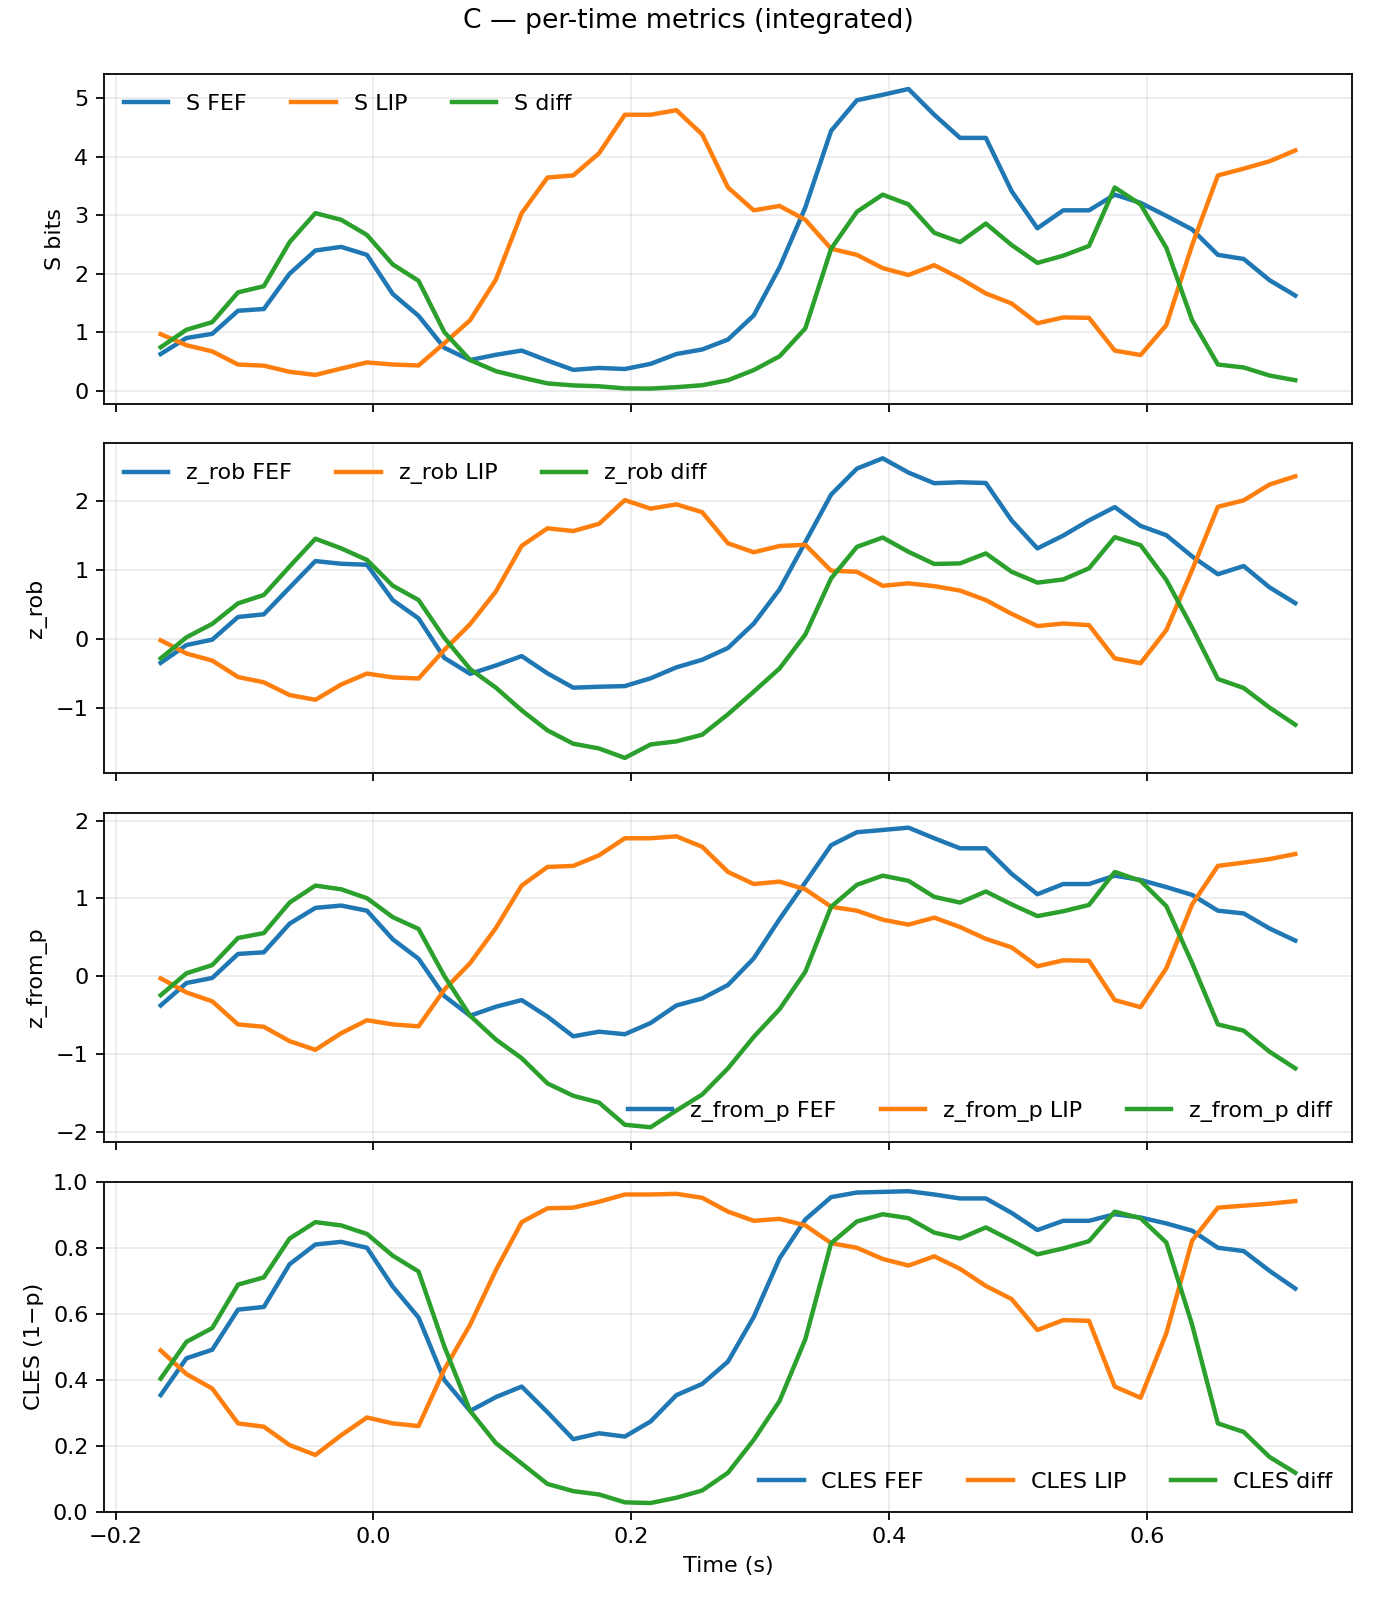 C — per-time metrics (integrated)
S FEF S LIP S diff
5
4
3
2
1
0
S bits
z_rob FEF z_rob LIP z_rob diff
2
1
0
−1
z_rob
2
1
0
−1
−2
z_from_p
z_from_p FEF z_from_p LIP z_from_p diff
1.0
0.8
0.6
0.4
0.2
0.0
CLES (1−p)
CLES FEF CLES LIP CLES diff
−0.2 0.0 0.2 0.4 0.6
Time (s)